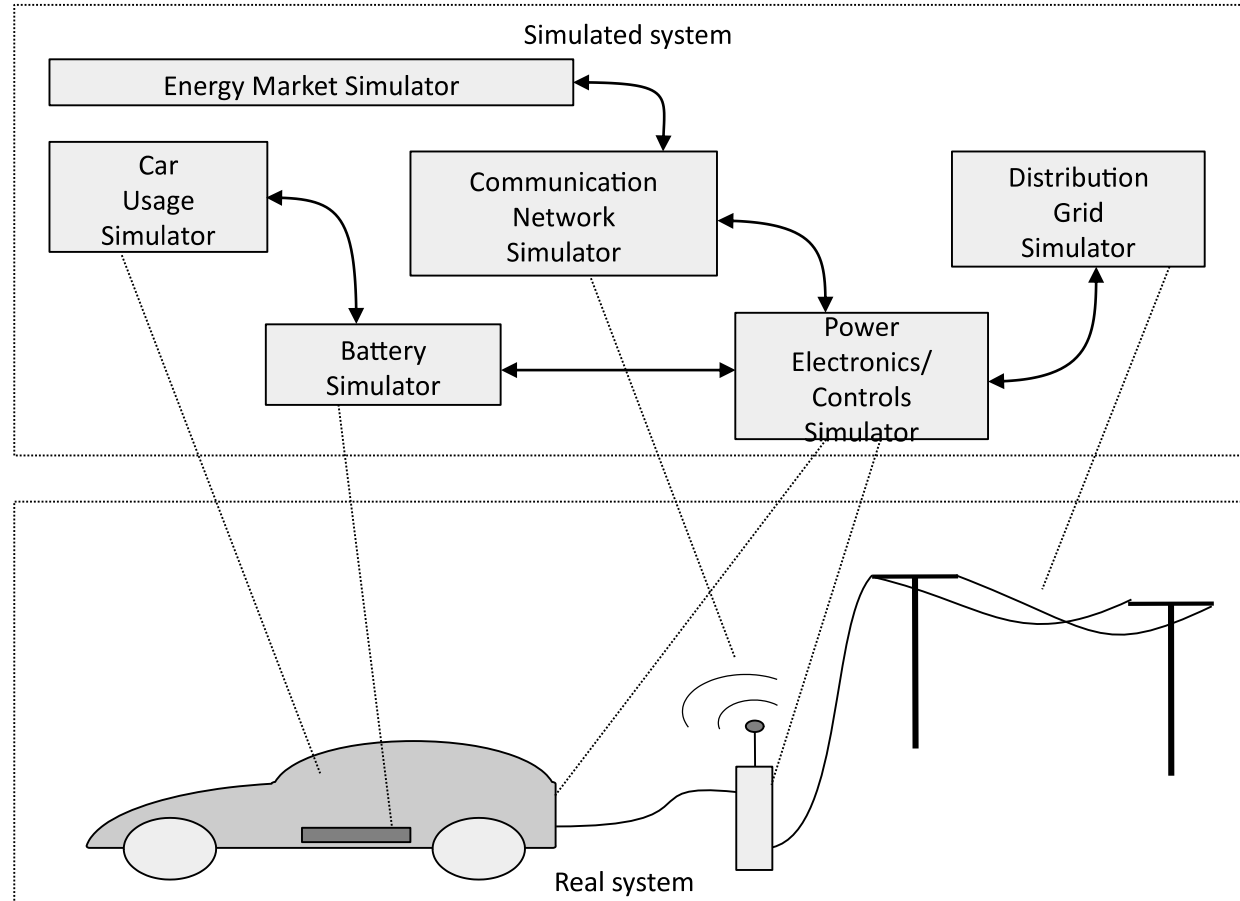 Simulated system
Energy Market Simulator
Car
Usage
Simulator
Communication
Network
Simulator
Distribution
Grid
Simulator
Battery
Simulator
Power
Electronics/
Controls
Simulator
Real system